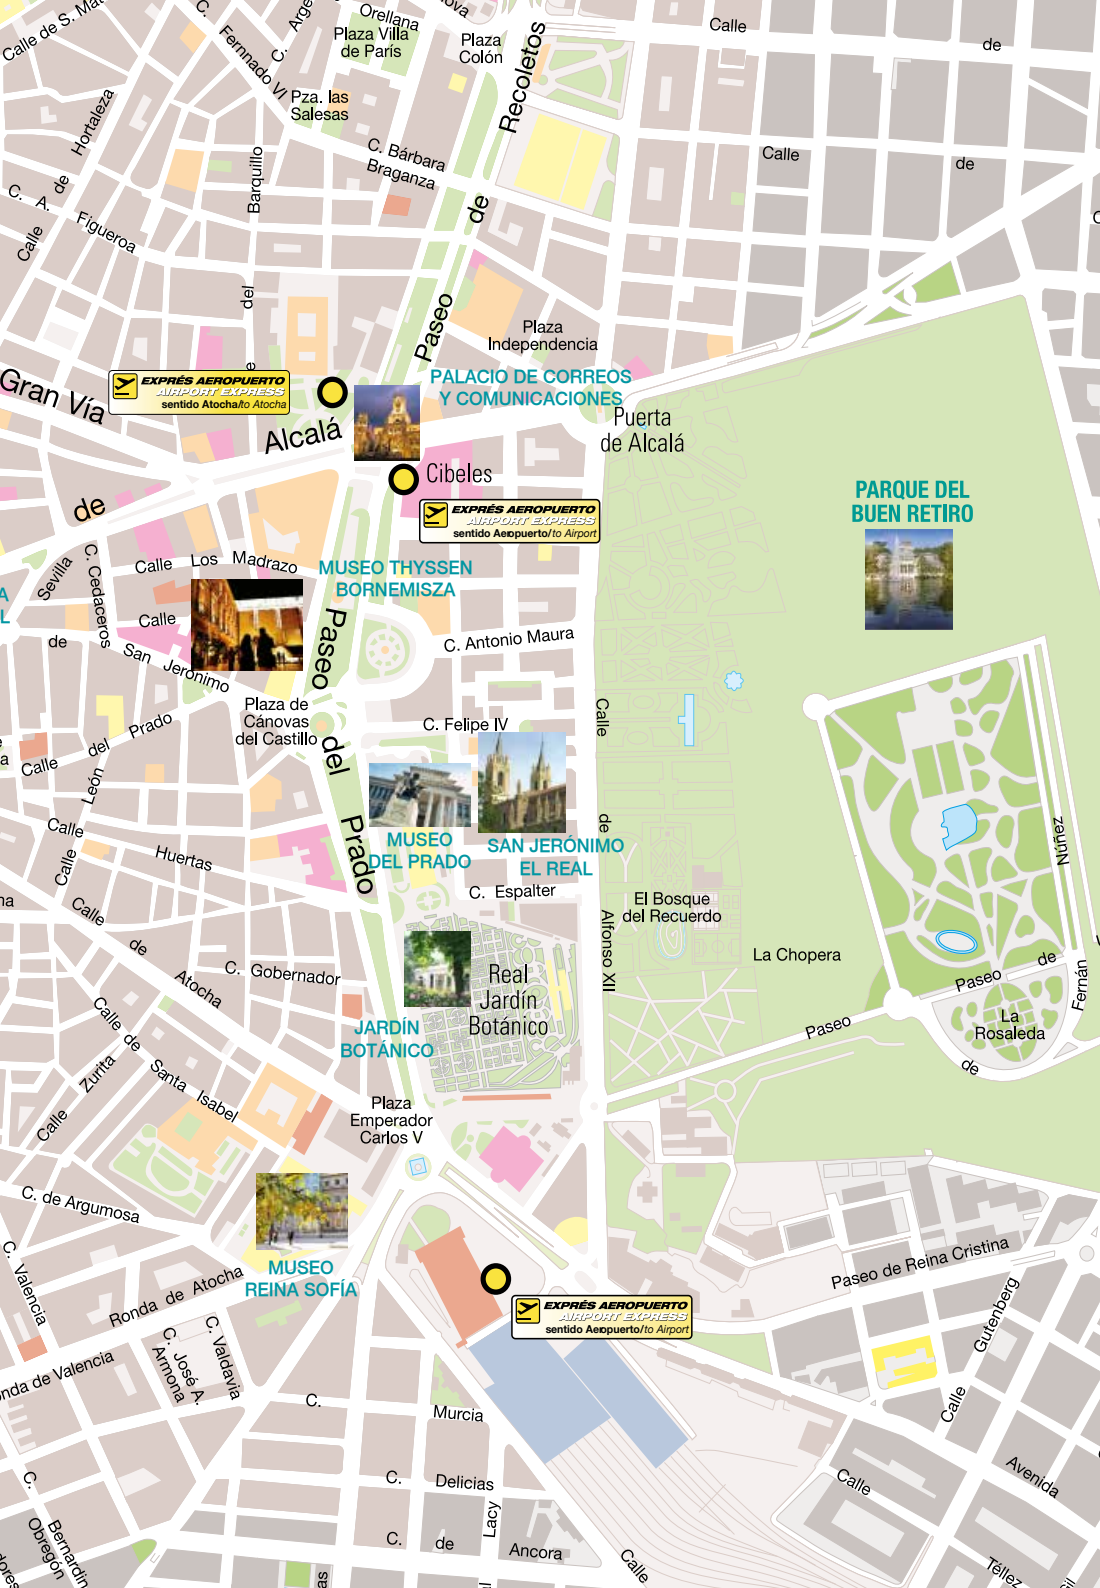 Calle de S. Mat
C. Fernnado VI
C. Arge
Orellana
Plaza Villa
de París
Plaza
Colón
Calle de
Pza. las
Salesas
Calle de Hortaleza
C. Bárbara
Braganza
Barquillo
del
Calle de
C. A. Figueroa
Paseo de Recoletos
Plaza
Independencia
Gran Vía
EXPRÉS AEROPUERTO
AIRPORT EXPRESS
sentido Atocha/to Atocha
PALACIO DE CORREOS
Y COMUNICACIONES
Puerta
de Alcalá
de Alcalá
Cibeles
EXPRÉS AEROPUERTO
AIRPORT EXPRESS
sentido Aeropuerto/to Airport
PARQUE DEL
BUEN RETIRO
Sevilla
C. Cedaceros
Calle Los Madrazo
MUSEO THYSSEN
BORNEMISZA
Calle
de San Jerónimo
C. Antonio Maura
Plaza de
Cánovas
del Castillo
C. Felipe IV
Calle del Prado
Paseo del Prado
Calle León
Calle Huertas
MUSEO
DEL PRADO
SAN JERÓNIMO
EL REAL
C. Espalter
Calle de Alfonso XII
El Bosque
del Recuerdo
La Chopera
Calle de Atocha
C. Gobernador
Real
Jardín
Botánico
JARDÍN
BOTÁNICO
Paseo de Fernán Núñez
La
Rosaleda
Paseo de
Calle de Santa Isabel
Calle Zurita
Plaza
Emperador
Carlos V
C. de Argumosa
C. Valencia
MUSEO
REINA SOFÍA
Ronda de Atocha
Paseo de Reina Cristina
EXPRÉS AEROPUERTO
AIRPORT EXPRESS
sentido Aeropuerto/to Airport
C. José A.
Armona
C. Valdavia
onda de Valencia
Calle Gutenberg
C. Murcia
C. Delicias
Lacy
C. de Ancora
Calle
Calle Téllez
Avenida
C. Bernardin
Obregón